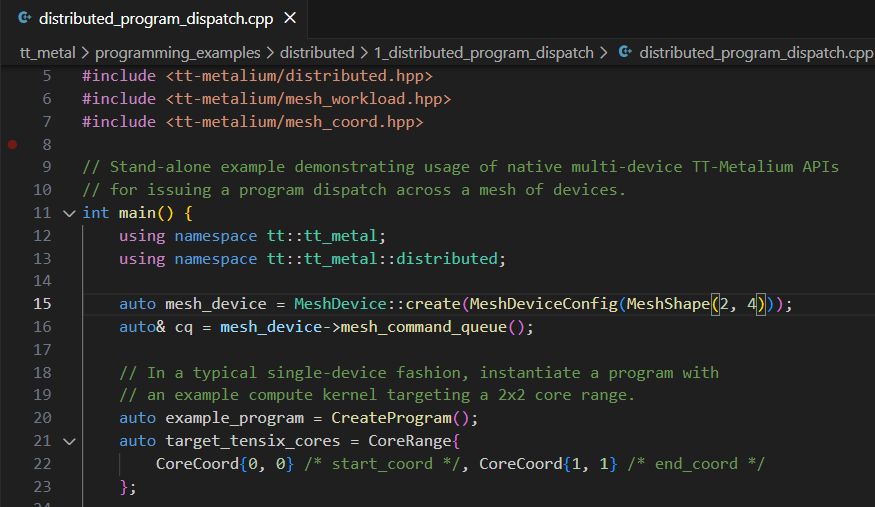 distributed_program_dispatch.cpp
tt_metal > programming_examples > distributed > 1_distributed_program_dispatch > distributed_program_dispatch.cpp
5 #include <tt-metalium/distributed.hpp>
6 #include <tt-metalium/mesh_workload.hpp>
7 #include <tt-metalium/mesh_coord.hpp>
8
9 // Stand-alone example demonstrating usage of native multi-device TT-Metalium APIs
10 // for issuing a program dispatch across a mesh of devices.
11 int main() {
12     using namespace tt::tt_metal;
13     using namespace tt::tt_metal::distributed;
14
15     auto mesh_device = MeshDevice::create(MeshDeviceConfig(MeshShape(2, 4)));
16     auto& cq = mesh_device->mesh_command_queue();
17
18     // In a typical single-device fashion, instantiate a program with
19     // an example compute kernel targeting a 2x2 core range.
20     auto example_program = CreateProgram();
21     auto target_tensix_cores = CoreRange{
22         CoreCoord{0, 0} /* start_coord */, CoreCoord{1, 1} /* end_coord */
23     };